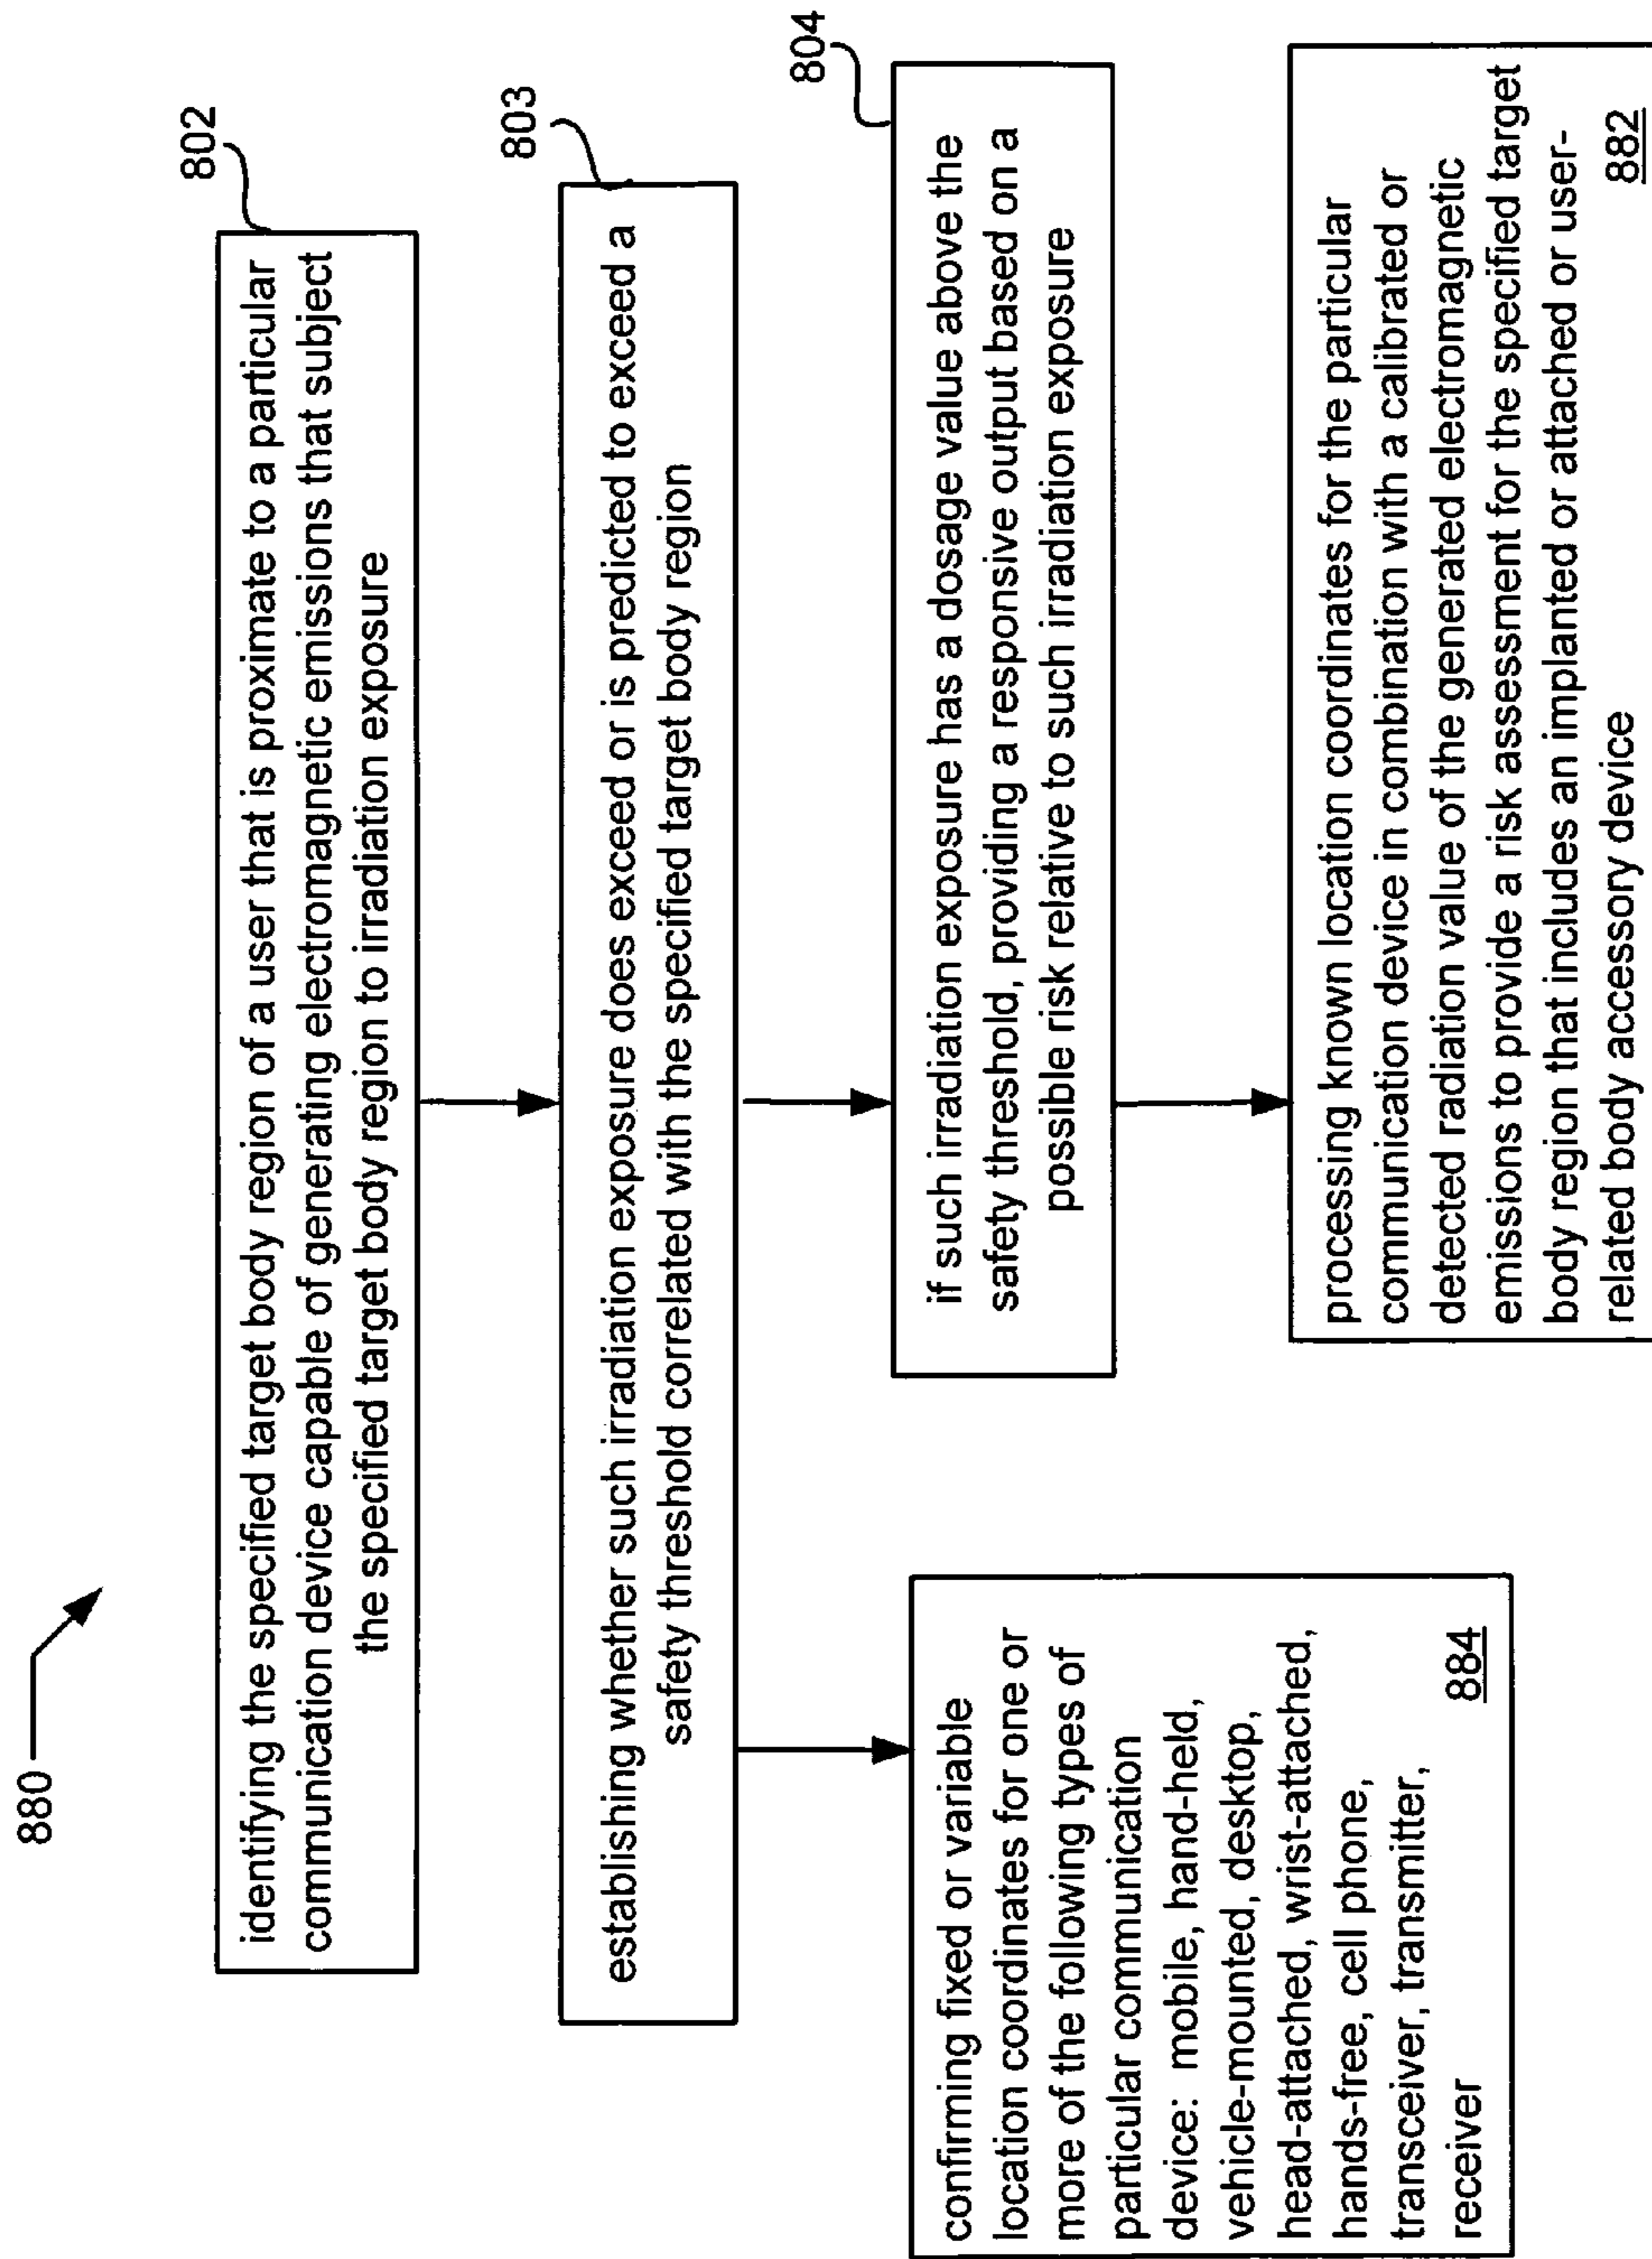 880
802
identifying the specified target body region of a user that is proximate to a particular
communication device capable of generating electromagnetic emissions that subject
the specified target body region to irradiation exposure
803
establishing whether such irradiation exposure does exceed or is predicted to exceed a
safety threshold correlated with the specified target body region
804
if such irradiation exposure has a dosage value above the
safety threshold, providing a responsive output based on a
possible risk relative to such irradiation exposure
confirming fixed or variable
location coordinates for one or
more of the following types of
particular communication
device: mobile, hand-held,
vehicle-mounted, desktop,
head-attached, wrist-attached,
hands-free, cell phone,
transceiver, transmitter,
receiver
884
processing known location coordinates for the particular
communication device in combination with a calibrated or
detected radiation value of the generated electromagnetic
emissions to provide a risk assessment for the specified target
body region that includes an implanted or attached or user-
related body accessory device
882